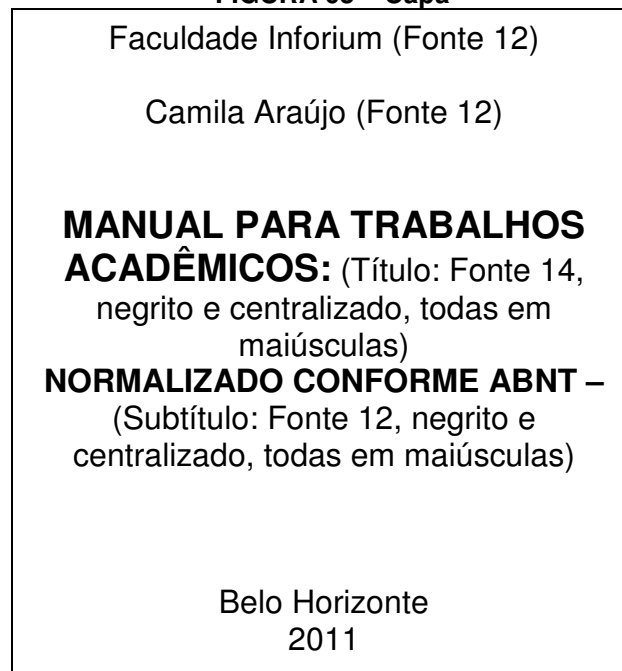 Faculdade Inforium (Fonte 12)
Camila Araújo (Fonte 12)
MANUAL PARA TRABALHOS
ACADÊMICOS: (Título: Fonte 14,
negrito e centralizado, todas em
maiúsculas)
NORMALIZADO CONFORME ABNT –
(Subtítulo: Fonte 12, negrito e
centralizado, todas em maiúsculas)
Belo Horizonte
2011